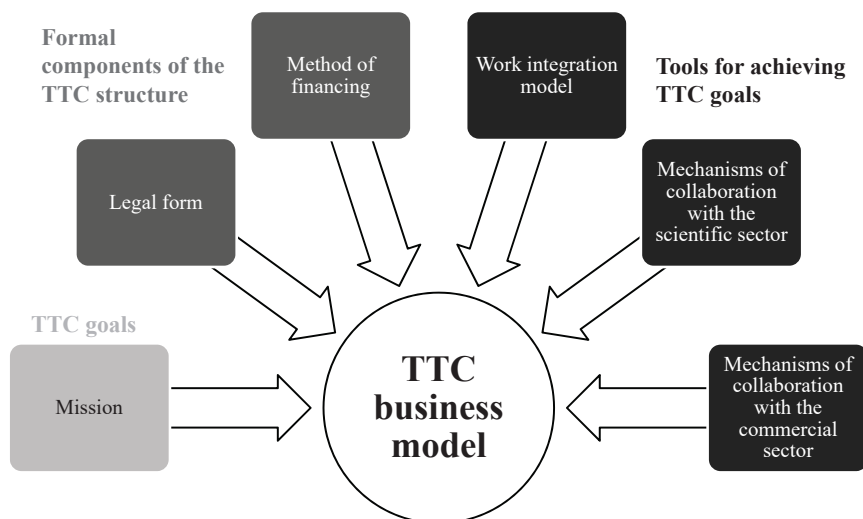 Formal
components of the
TTC structure
Method of
financing
Work integration
model
Tools for achieving
TTC goals
Legal form
Mechanisms of
collaboration
with the
scientific sector
TTC goals
Mission
TTC
business
model
Mechanisms of
collaboration
with the
commercial
sector